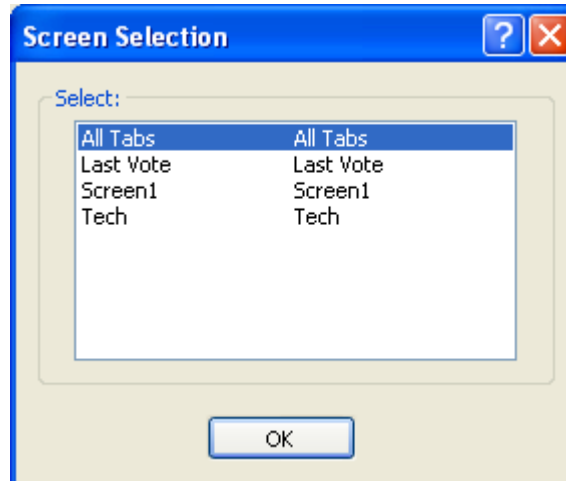 Screen Selection
Select:
All Tabs All Tabs
Last Vote Last Vote
Screen1 Screen1
Tech Tech
OK